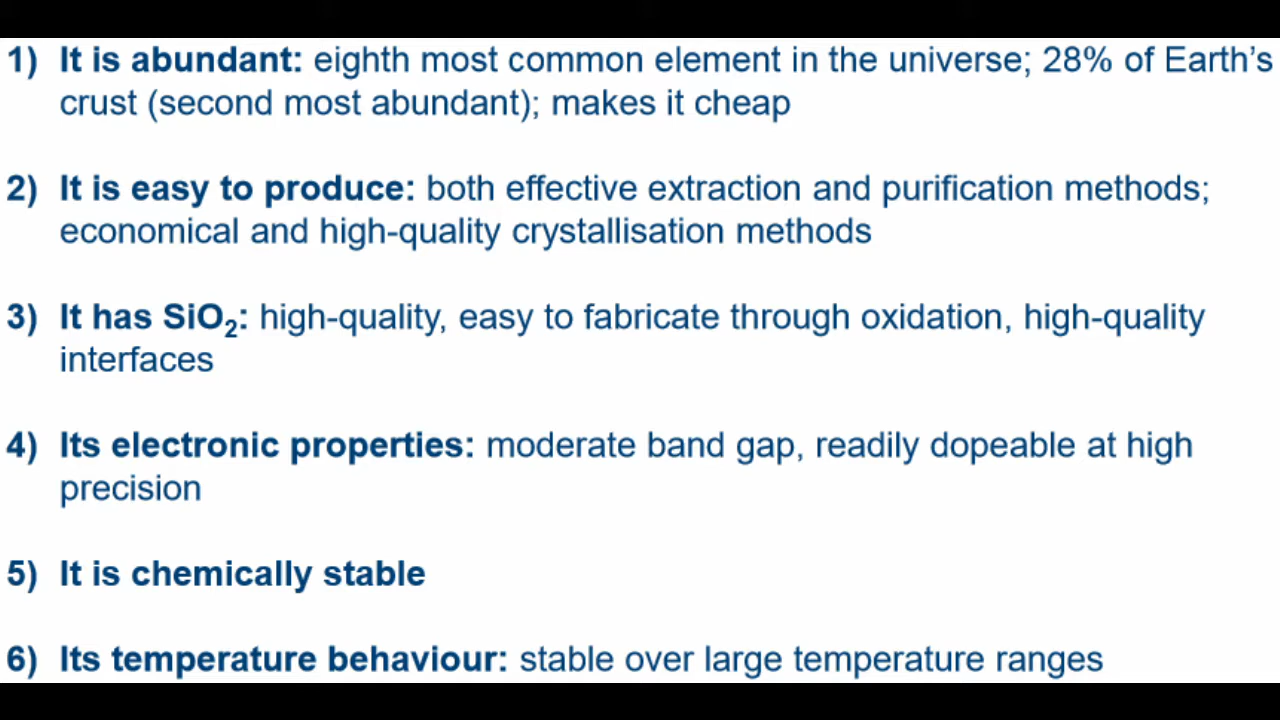 1) It is abundant: eighth most common element in the universe; 28% of Earth’s
crust (second most abundant); makes it cheap
2) It is easy to produce: both effective extraction and purification methods;
economical and high-quality crystallisation methods
3) It has SiO₂: high-quality, easy to fabricate through oxidation, high-quality
interfaces
4) Its electronic properties: moderate band gap, readily dopeable at high
precision
5) It is chemically stable
6) Its temperature behaviour: stable over large temperature ranges